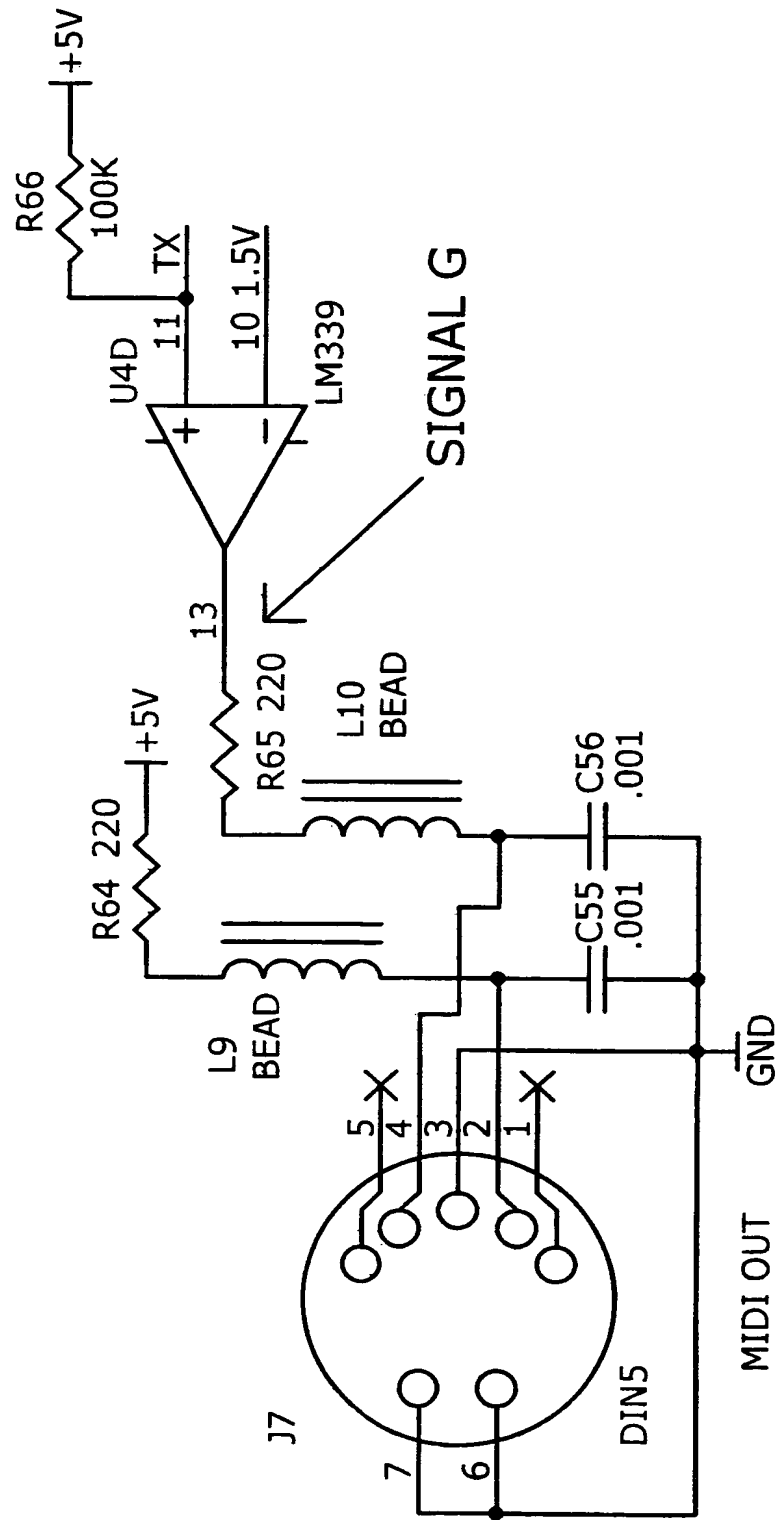 J7
7
6
DIN5
MIDI OUT
5
4
3
2
1
GND
L9
BEAD
R64 220
+5V
C55
.001
C56
.001
R65 220
L10
BEAD
13
SIGNAL G
U4D
+
-
LM339
11
TX
10 1.5V
R66
100K
+5V